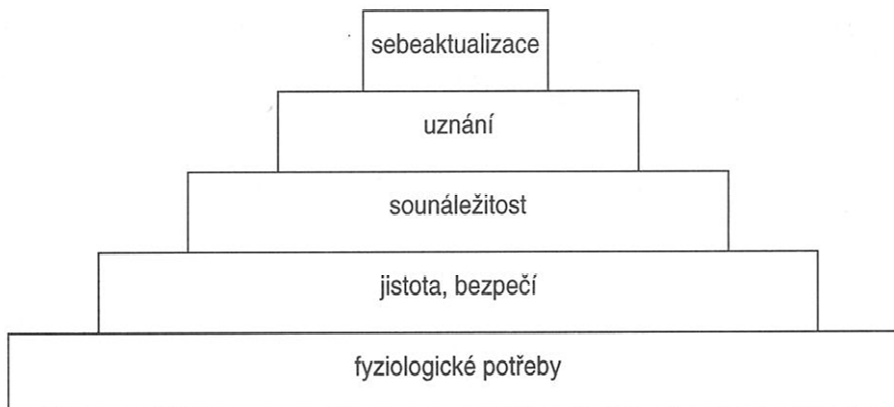 sebeaktualizace
uznání
sounáležitost
jistota, bezpečí
fyziologické potřeby